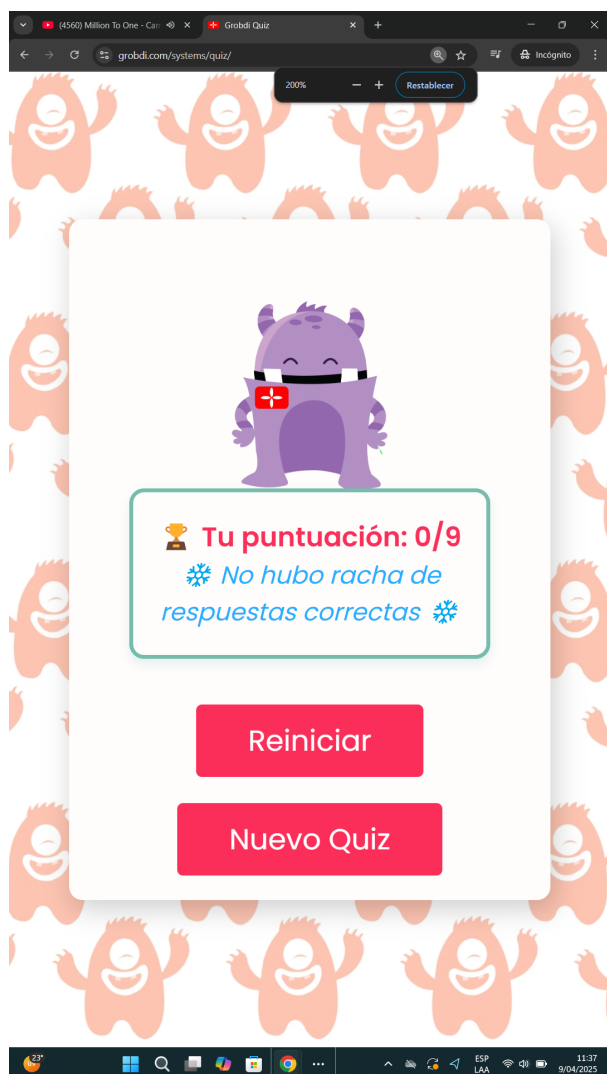 (4560) Million To One - Can
Grobdi Quiz
grobdi.com/systems/quiz/
Incógnito
200%
Restablecer
Tu puntuación: 0/9
No hubo racha de
respuestas correctas
Reiniciar
Nuevo Quiz
23°
ESP
LAA
11:37
9/04/2025